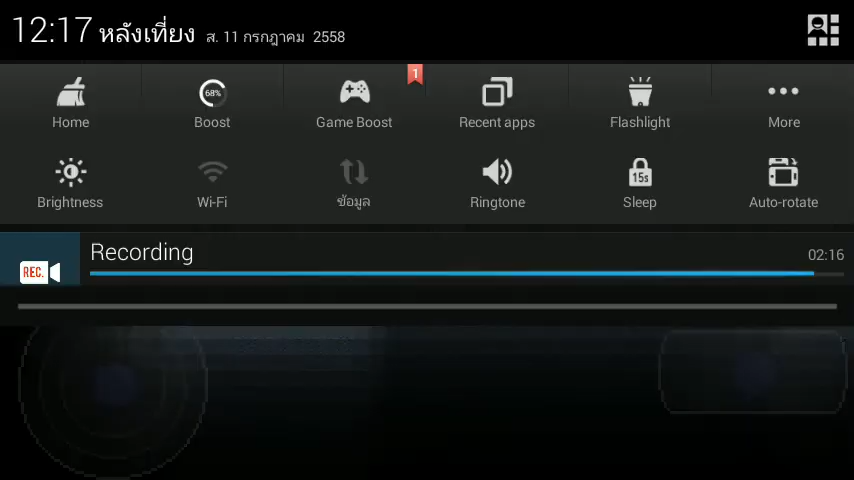 12:17 หลังเที่ยง ส. 11 กรกฎาคม 2558
1
68%
Home Boost Game Boost Recent apps Flashlight More
15s
Brightness Wi-Fi ข้อมูล Ringtone Sleep Auto-rotate
Recording 02:16
REC.